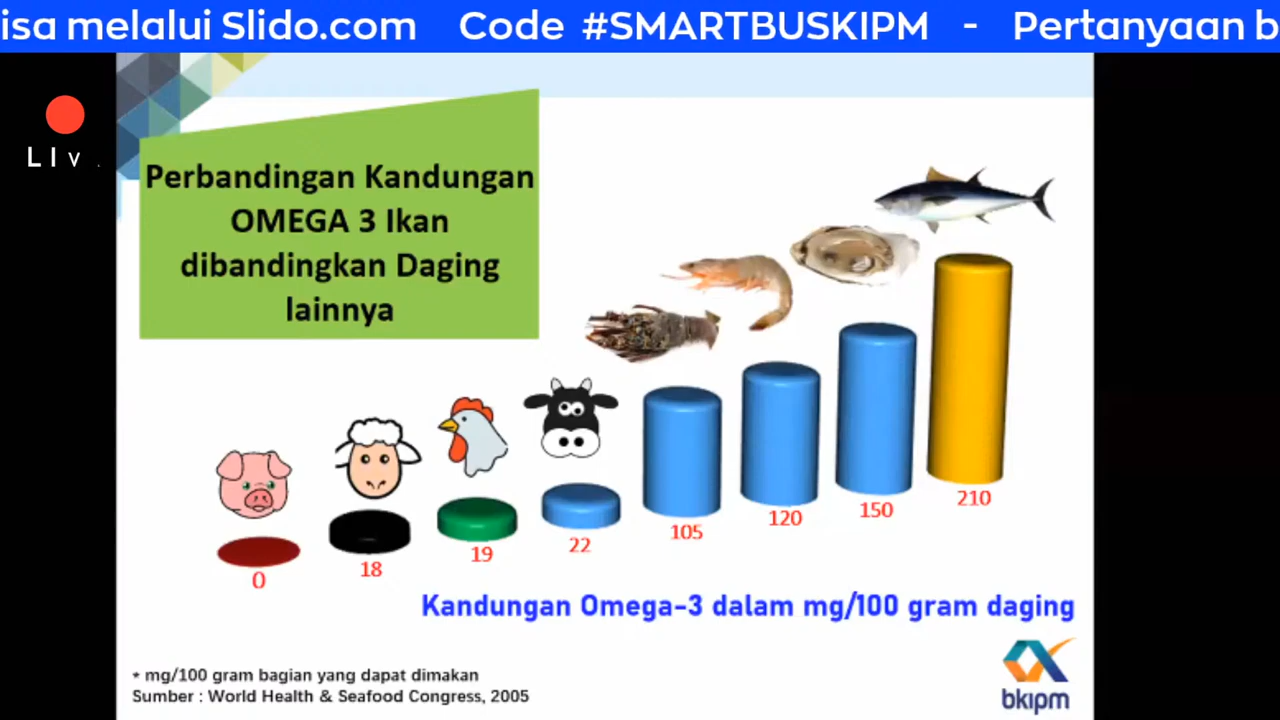 isa melalui Slido.com Code #SMARTBUSKIPM - Pertanyaan b
LIv.
Perbandingan Kandungan
OMEGA 3 Ikan
dibandingkan Daging
lainnya
0
18
19
22
105
120
150
210
Kandungan Omega-3 dalam mg/100 gram daging
* mg/100 gram bagian yang dapat dimakan
Sumber : World Health & Seafood Congress, 2005
bkipm